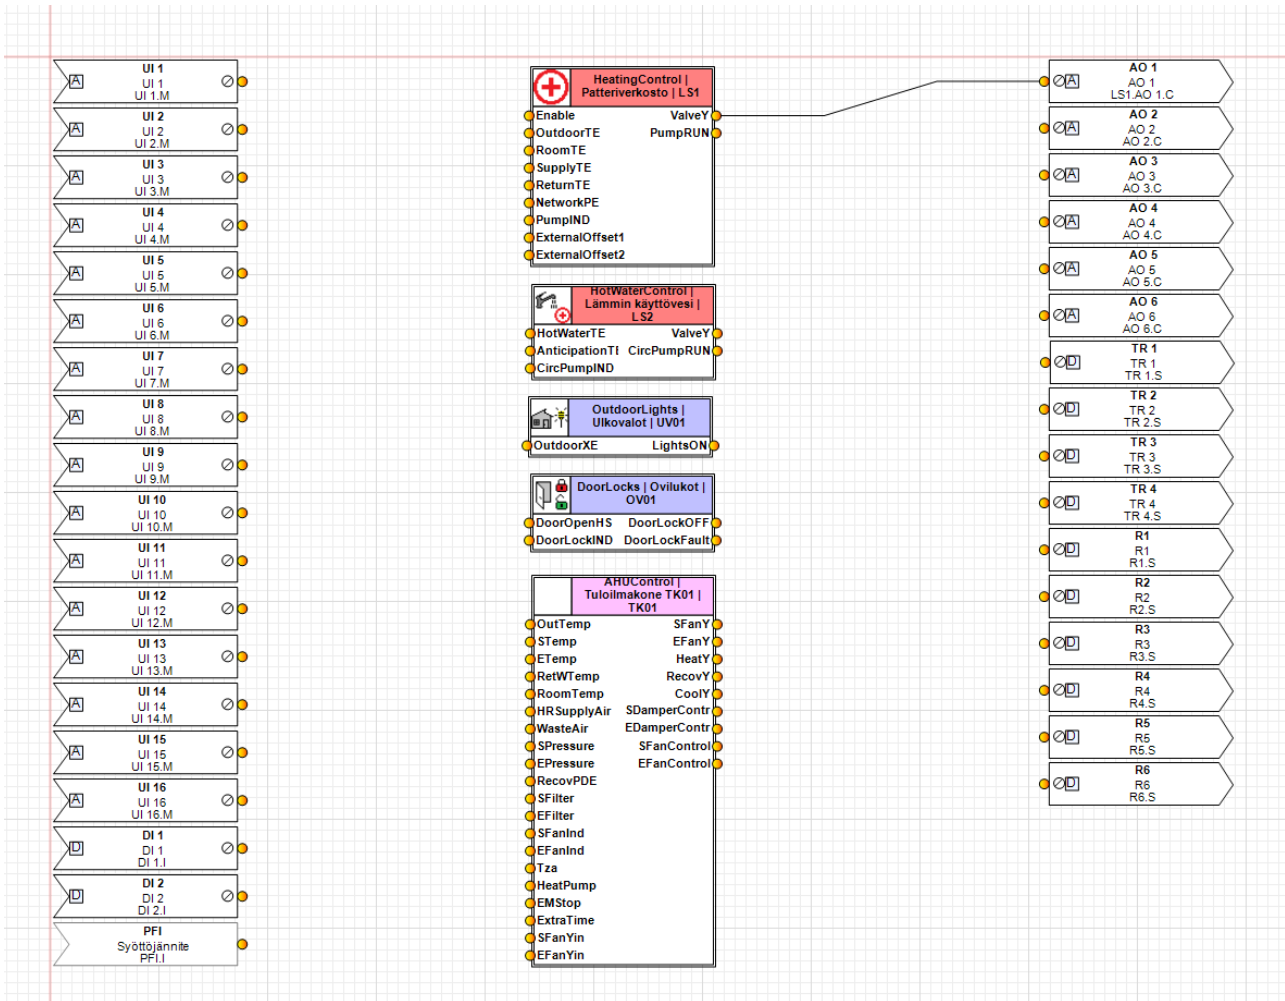 UI 1
A
UI 1
UI 1.M
UI 2
A
UI 2
UI 2.M
UI 3
A
UI 3
UI 3.M
UI 4
A
UI 4
UI 4.M
UI 5
A
UI 5
UI 5.M
UI 6
A
UI 6
UI 6.M
UI 7
A
UI 7
UI 7.M
UI 8
A
UI 8
UI 8.M
UI 9
A
UI 9
UI 9.M
UI 10
A
UI 10
UI 10.M
UI 11
A
UI 11
UI 11.M
UI 12
A
UI 12
UI 12.M
UI 13
A
UI 13
UI 13.M
UI 14
A
UI 14
UI 14.M
UI 15
A
UI 15
UI 15.M
UI 16
A
UI 16
UI 16.M
DI 1
D
DI 1
DI 1.I
DI 2
D
DI 2
DI 2.I
PFI
Syöttöjännite
PFI.I
HeatingControl |
Patteriverkosto | LS1
Enable ValveY
OutdoorTE PumpRUN
RoomTE
SupplyTE
ReturnTE
NetworkPE
PumpIND
ExternalOffset1
ExternalOffset2
HotWaterControl |
Lämmin käyttövesi |
LS2
HotWaterTE ValveY
AnticipationTE CircPumpRUN
CircPumpIND
OutdoorLights |
Ulkovalot | UV01
OutdoorXE LightsON
DoorLocks | Ovilukot |
OV01
DoorOpenHS DoorLockOFF
DoorLockIND DoorLockFault
AHUControl |
Tuloilmakone TK01 |
TK01
OutTemp SFanY
STemp EFanY
ETemp HeatY
RetWTemp RecovY
RoomTemp CoolY
HRSupplyAir SDamperContr
WasteAir EDamperContr
SPressure SFanControl
EPressure EFanControl
RecovPDE
SFilter
EFilter
SFanInd
EFanInd
Tza
HeatPump
EMStop
ExtraTime
SFanYin
EFanYin
AO 1
A
AO 1
LS1.AO 1.C
AO 2
A
AO 2
AO 2.C
AO 3
A
AO 3
AO 3.C
AO 4
A
AO 4
AO 4.C
AO 5
A
AO 5
AO 5.C
AO 6
A
AO 6
AO 6.C
TR 1
D
TR 1
TR 1.S
TR 2
D
TR 2
TR 2.S
TR 3
D
TR 3
TR 3.S
TR 4
D
TR 4
TR 4.S
R1
D
R1
R1.S
R2
D
R2
R2.S
R3
D
R3
R3.S
R4
D
R4
R4.S
R5
D
R5
R5.S
R6
D
R6
R6.S